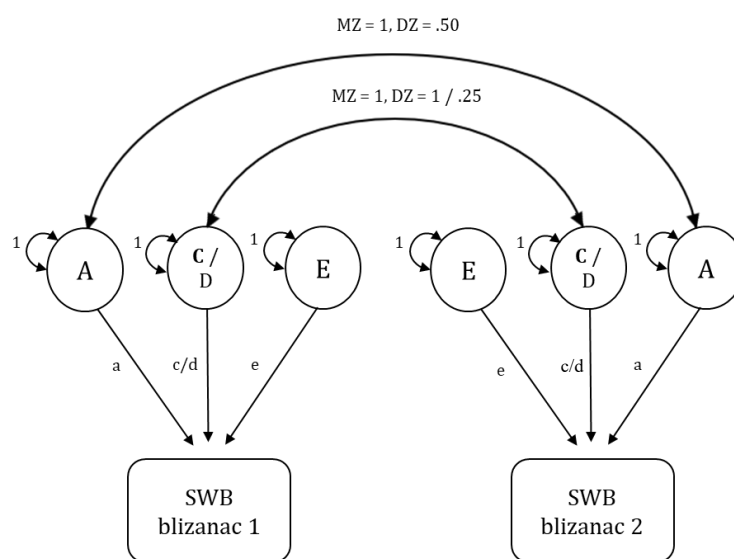 MZ = 1, DZ = .50
MZ = 1, DZ = 1 / .25
1 1 1 1 1 1
A C / D E E C / D A
a c/d e e c/d a
SWB
blizanac 1
SWB
blizanac 2